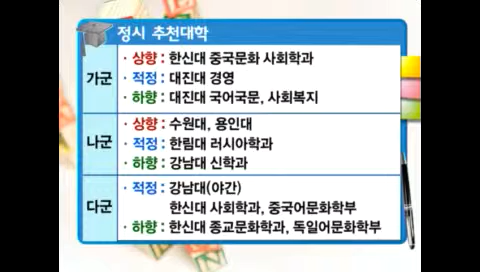 정시 추천대학
가군
· 상향 : 한신대 중국문화 사회학과
· 적정 : 대진대 경영
· 하향 : 대진대 국어국문, 사회복지
나군
· 상향 : 수원대, 용인대
· 적정 : 한림대 러시아학과
· 하향 : 강남대 신학과
다군
· 적정 : 강남대(야간)
한신대 사회학과, 중국어문화학부
· 하향 : 한신대 종교문화학과, 독일어문화학부